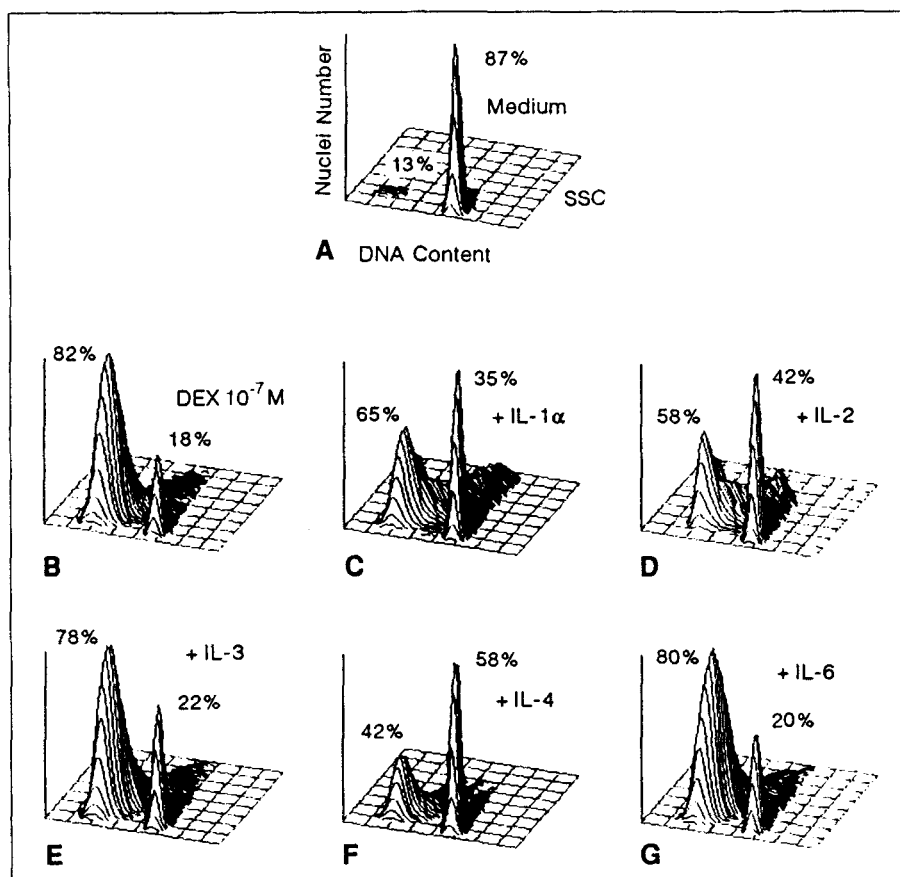 Nuclei Number
87%
Medium
13%
SSC
A DNA Content
82%
DEX 10⁻⁷ M
18%
B
35%
+ IL-1α
65%
C
42%
+ IL-2
58%
D
78%
+ IL-3
22%
E
58%
+ IL-4
42%
F
80%
+ IL-6
20%
G